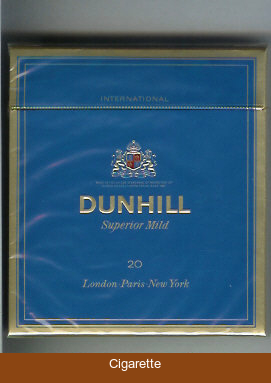 INTERNATIONAL
DUNHILL
Superior Mild
20
London·Paris·New York
Cigarette